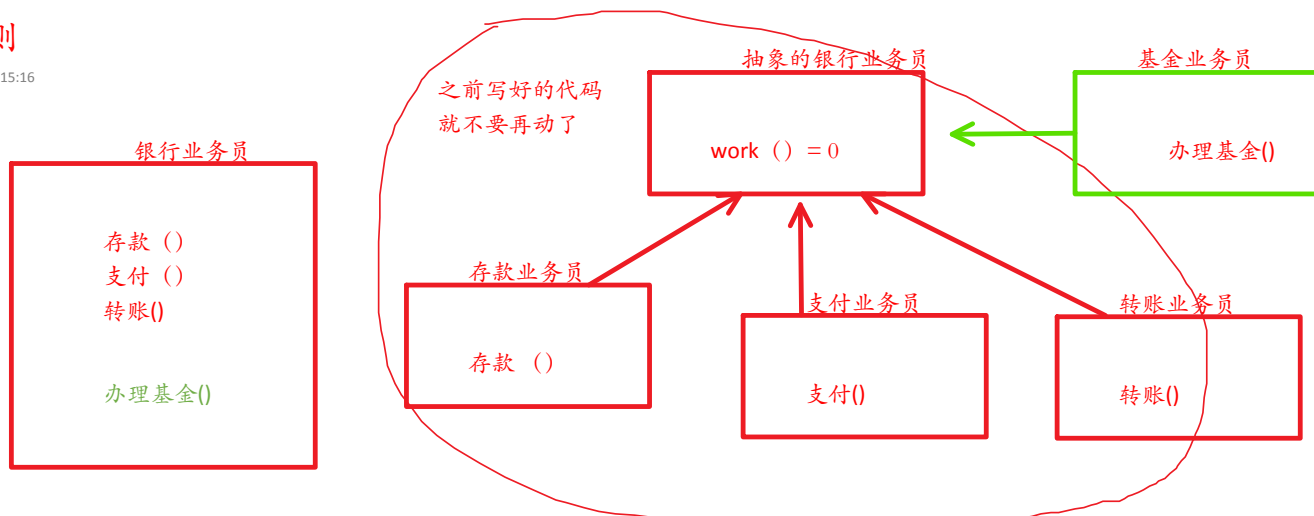 则
15:16
银行业务员
存款（）
支付（）
转账()
办理基金()
之前写好的代码
就不要再动了
抽象的银行业务员
work（）= 0
基金业务员
办理基金()
存款业务员
存款 （）
支付业务员
支付()
转账业务员
转账()